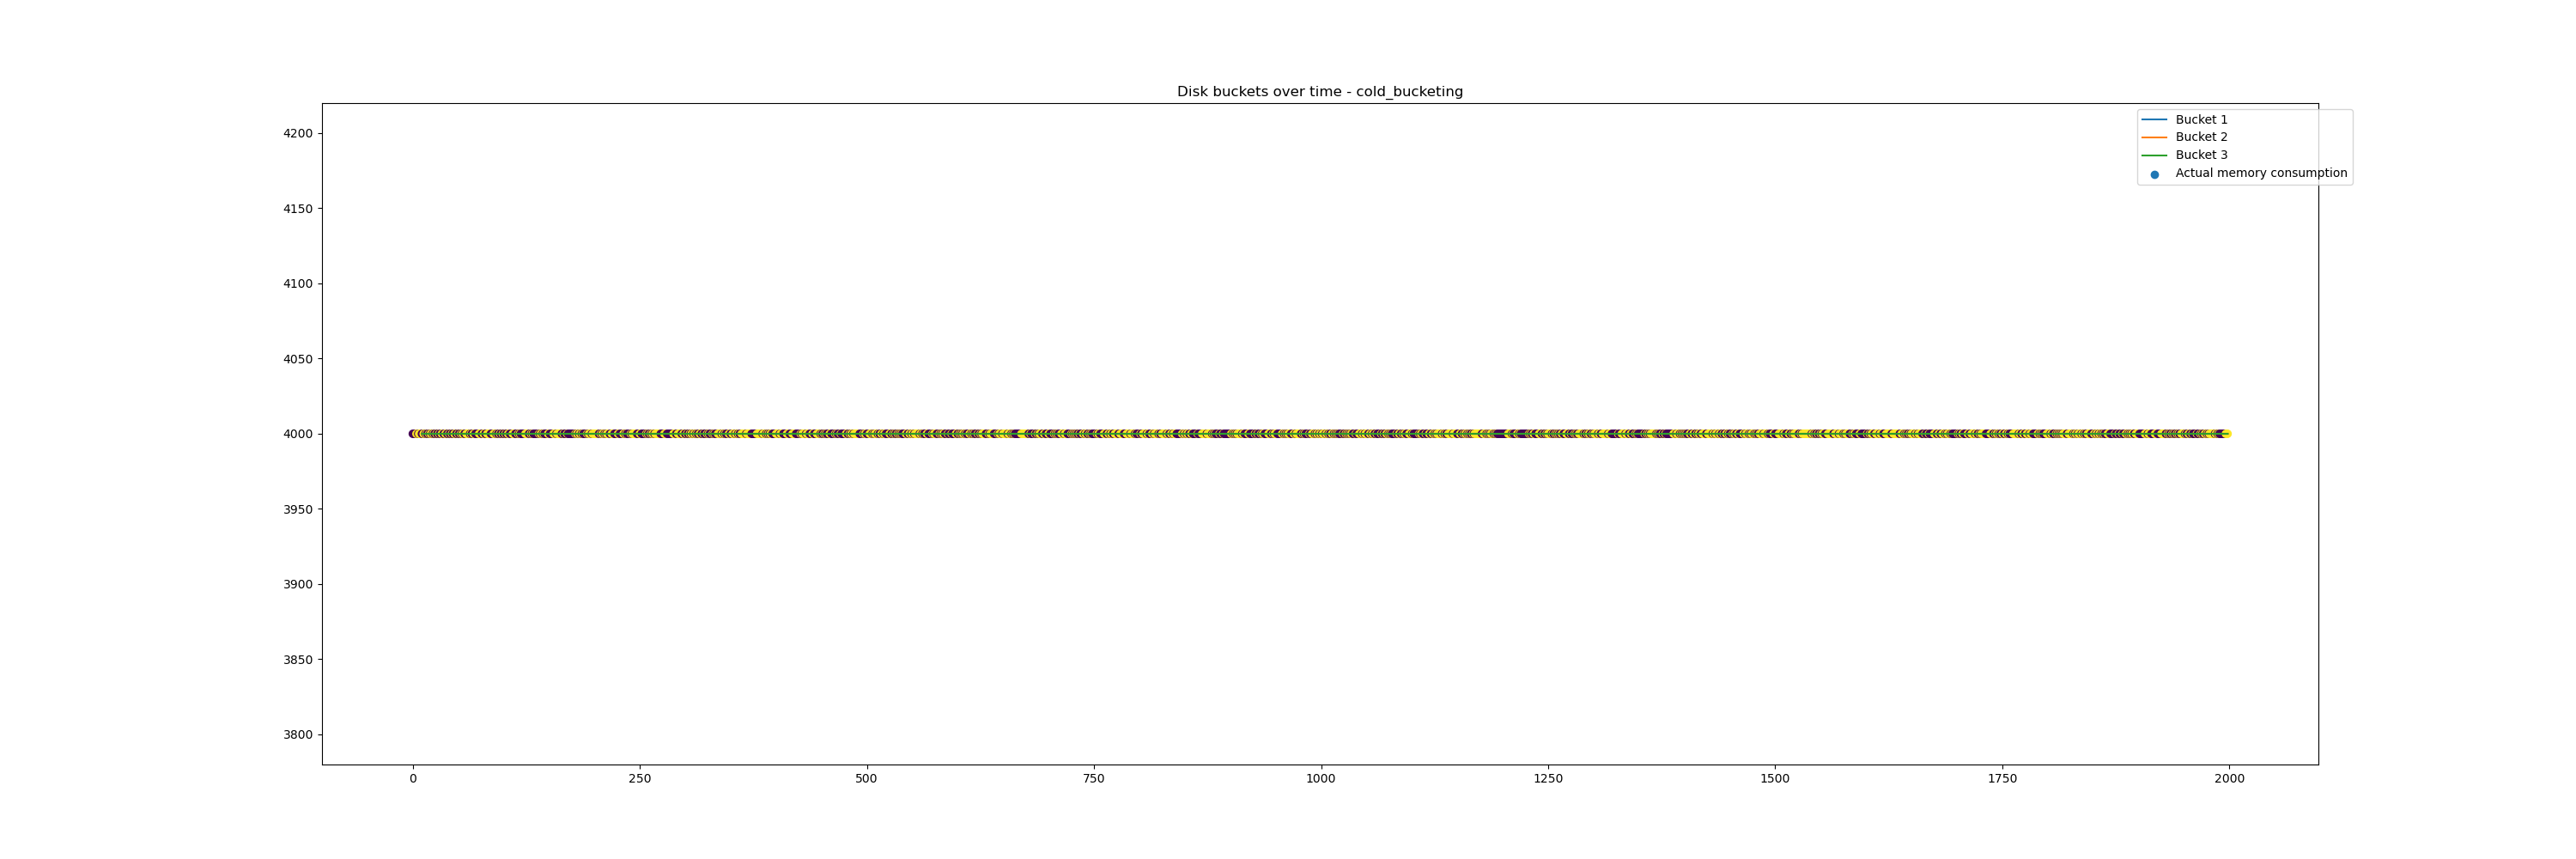 Disk buckets over time - cold_bucketing
Bucket 1
Bucket 2
Bucket 3
Actual memory consumption
4200
4150
4100
4050
4000
3950
3900
3850
3800
0 250 500 750 1000 1250 1500 1750 2000